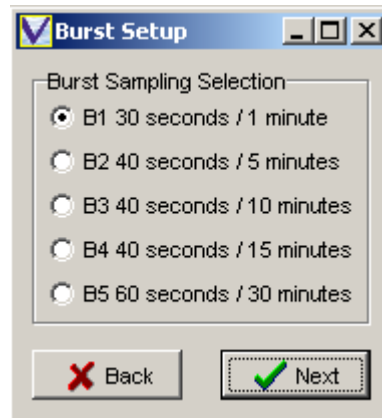 Burst Setup
Burst Sampling Selection
B1 30 seconds / 1 minute
B2 40 seconds / 5 minutes
B3 40 seconds / 10 minutes
B4 40 seconds / 15 minutes
B5 60 seconds / 30 minutes
Back Next